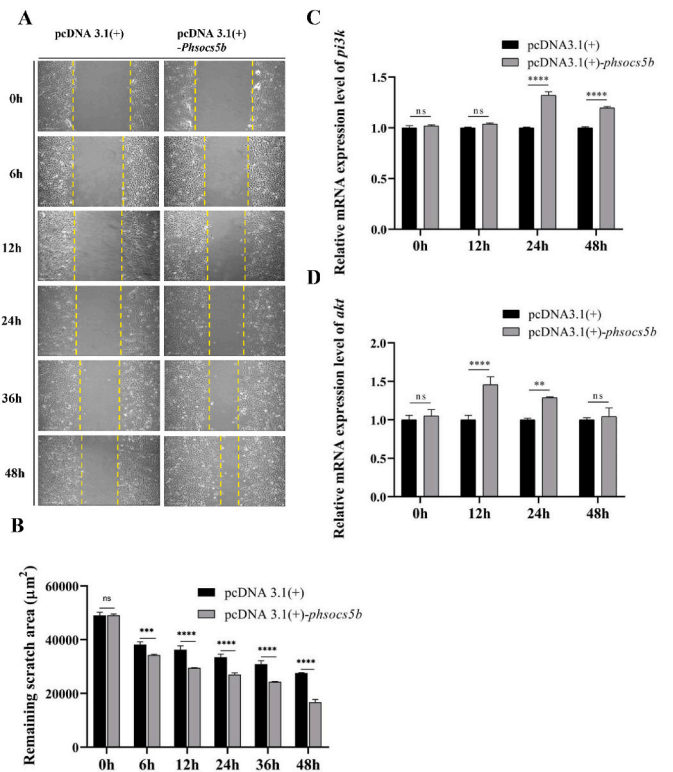 A
pcDNA 3.1(+)
pcDNA 3.1(+)
-Phsocs5b
0h
6h
12h
24h
36h
48h
B
Remaining scratch area (μm²)
pcDNA 3.1(+)
pcDNA 3.1(+)-phsocs5b
60000
40000
20000
0
ns
***
****
****
****
****
0h 6h 12h 24h 36h 48h
C
Relative mRNA expression level of pi3k
pcDNA3.1(+)
pcDNA3.1(+)-phsocs5b
1.5
1.0
0.5
0.0
ns
ns
****
****
0h 12h 24h 48h
D
Relative mRNA expression level of akt
pcDNA3.1(+)
pcDNA3.1(+)-phsocs5b
2.0
1.5
1.0
0.5
0.0
ns
****
**
ns
0h 12h 24h 48h